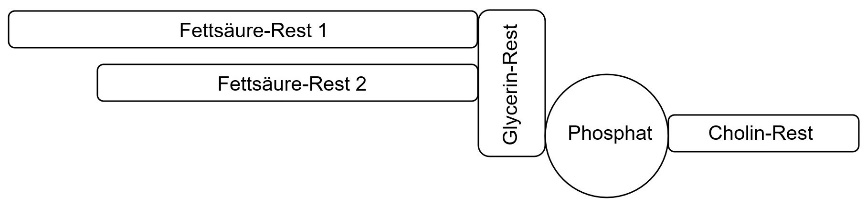 Fettsäure-Rest 1
Fettsäure-Rest 2
Glycerin-Rest
Phosphat
Cholin-Rest